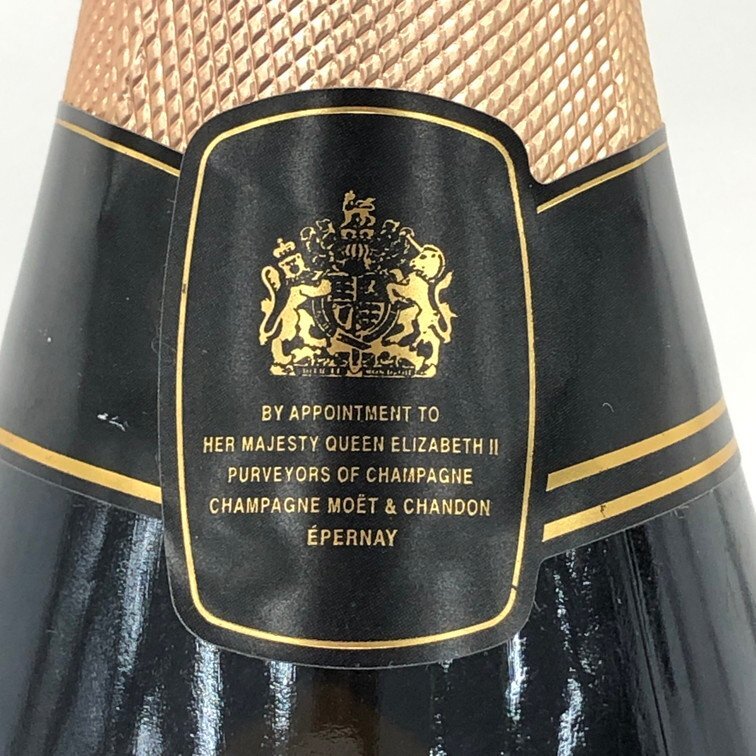 BY APPOINTMENT TO
HER MAJESTY QUEEN ELIZABETH II
PURVEYORS OF CHAMPAGNE
CHAMPAGNE MOËT & CHANDON
ÉPERNAY